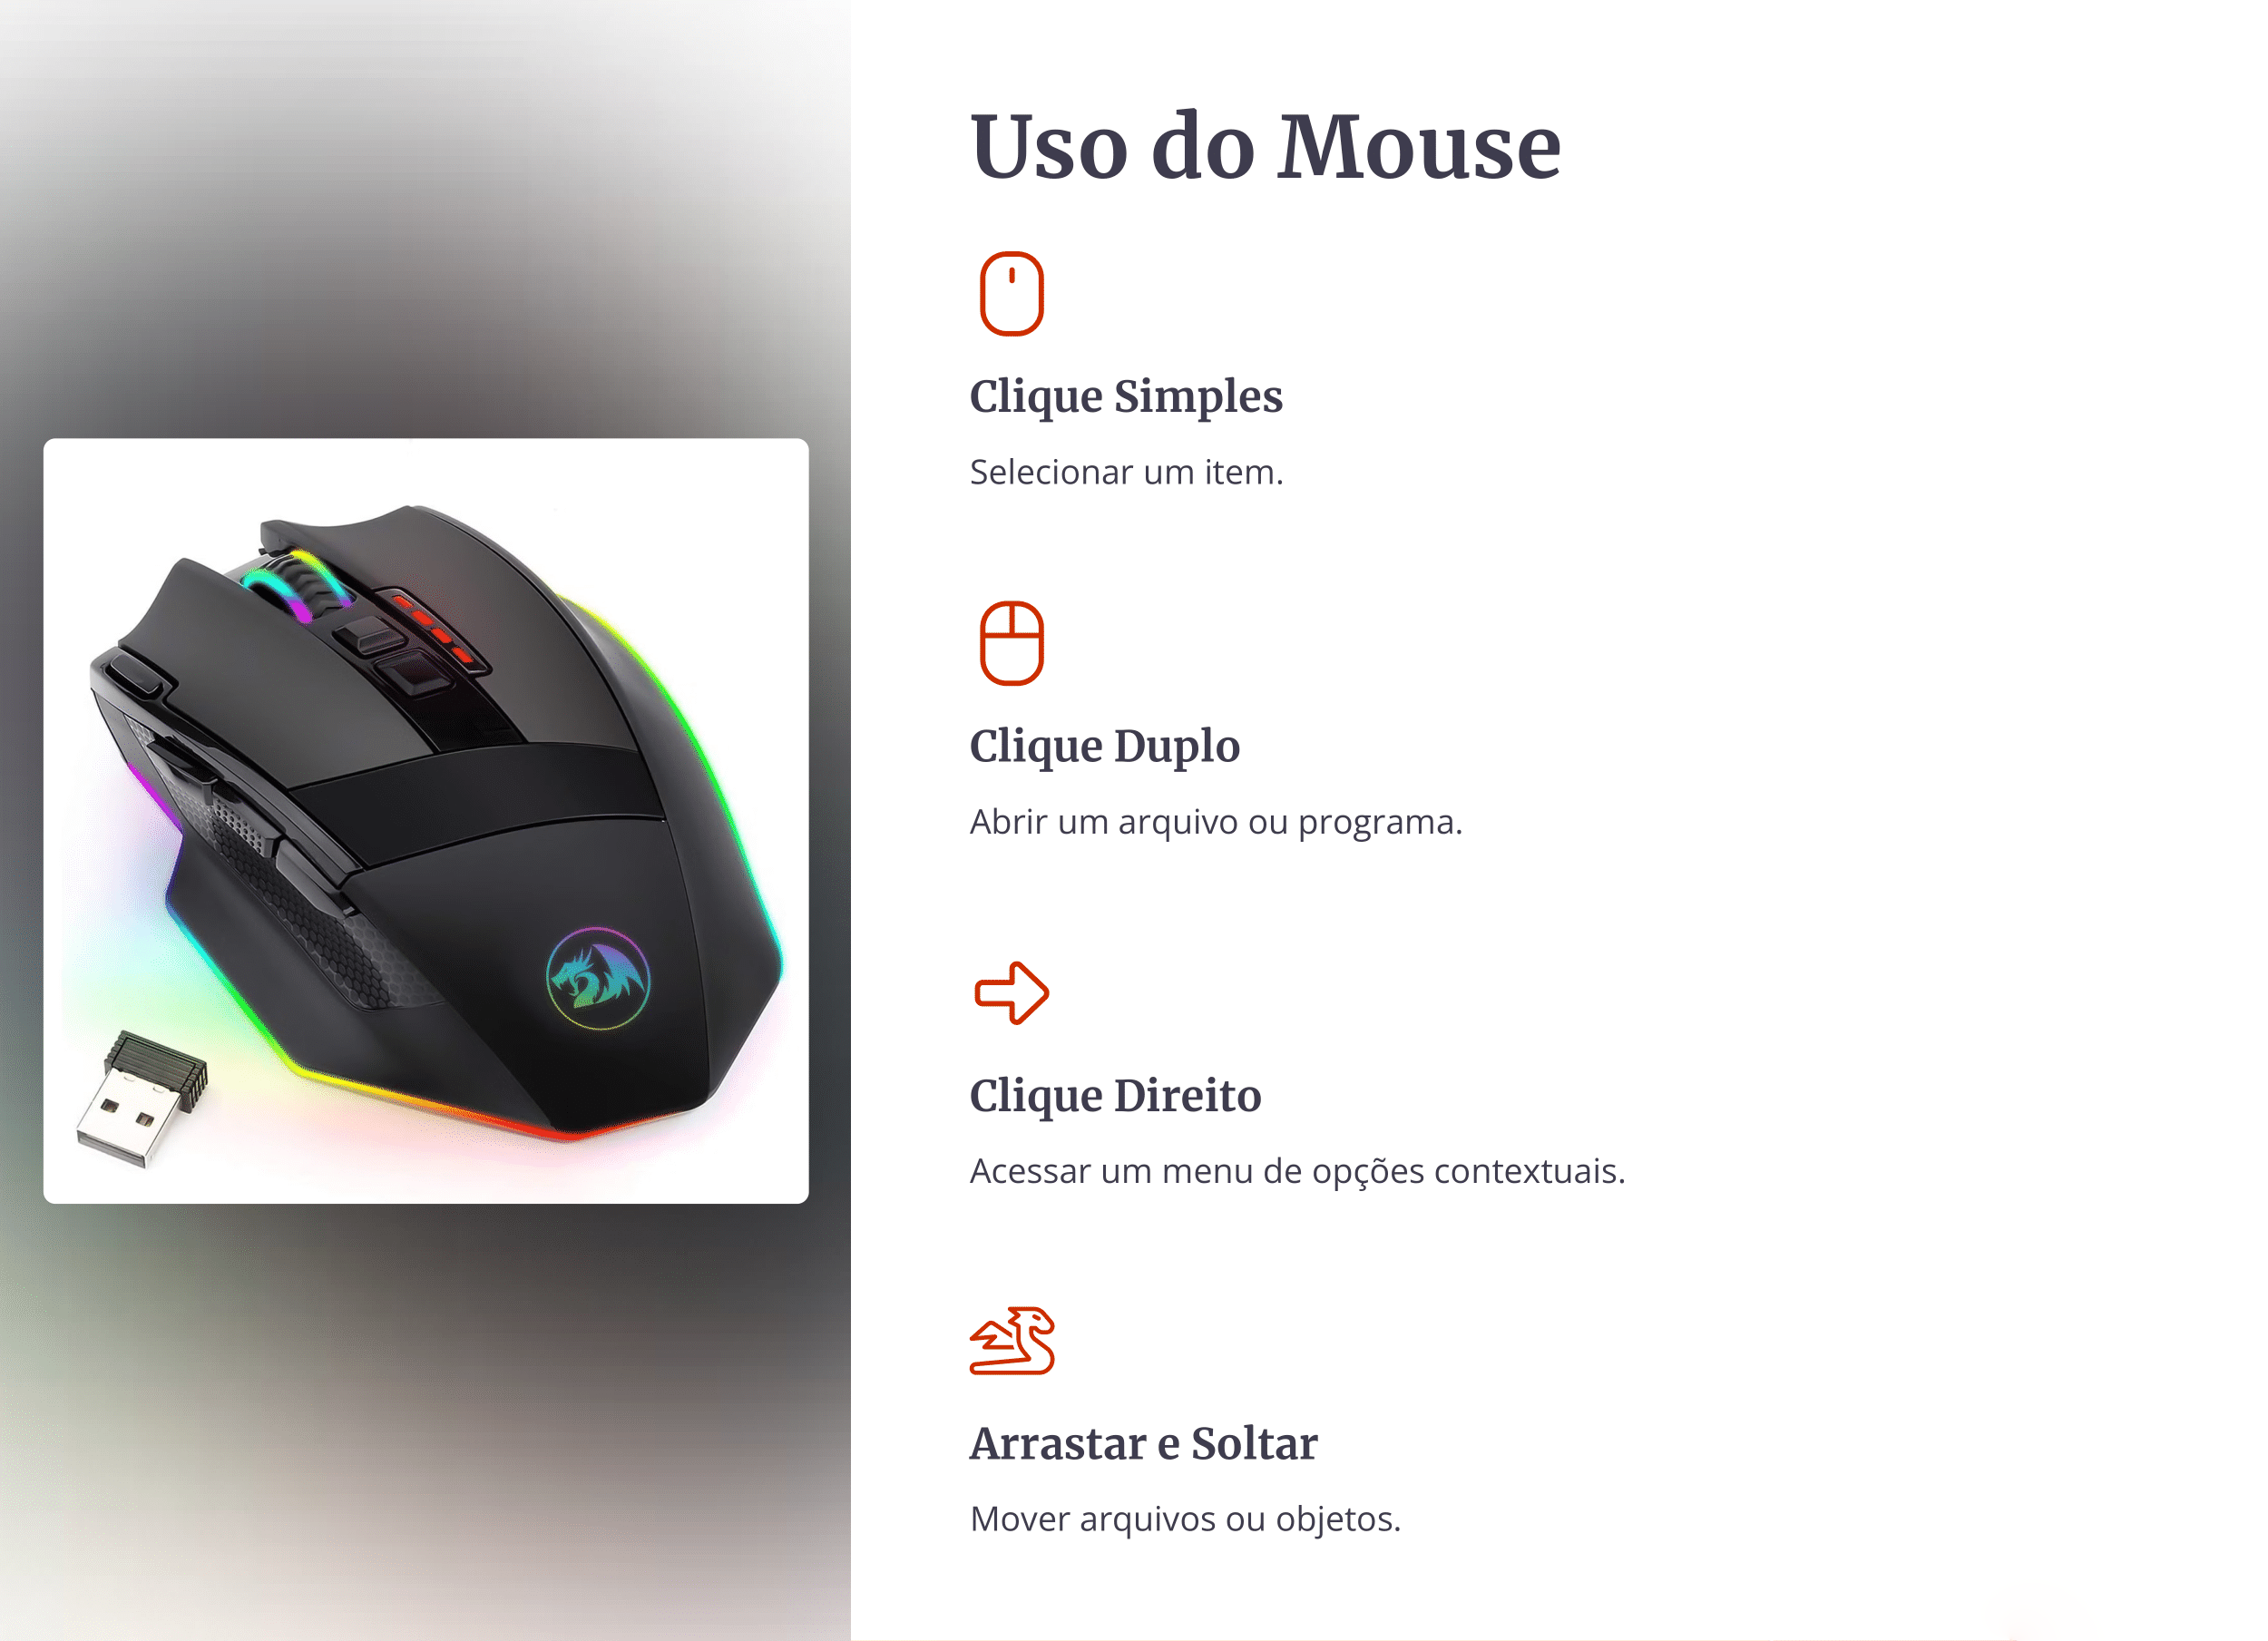 Uso do Mouse
Clique Simples
Selecionar um item.
Clique Duplo
Abrir um arquivo ou programa.
Clique Direito
Acessar um menu de opções contextuais.
Arrastar e Soltar
Mover arquivos ou objetos.